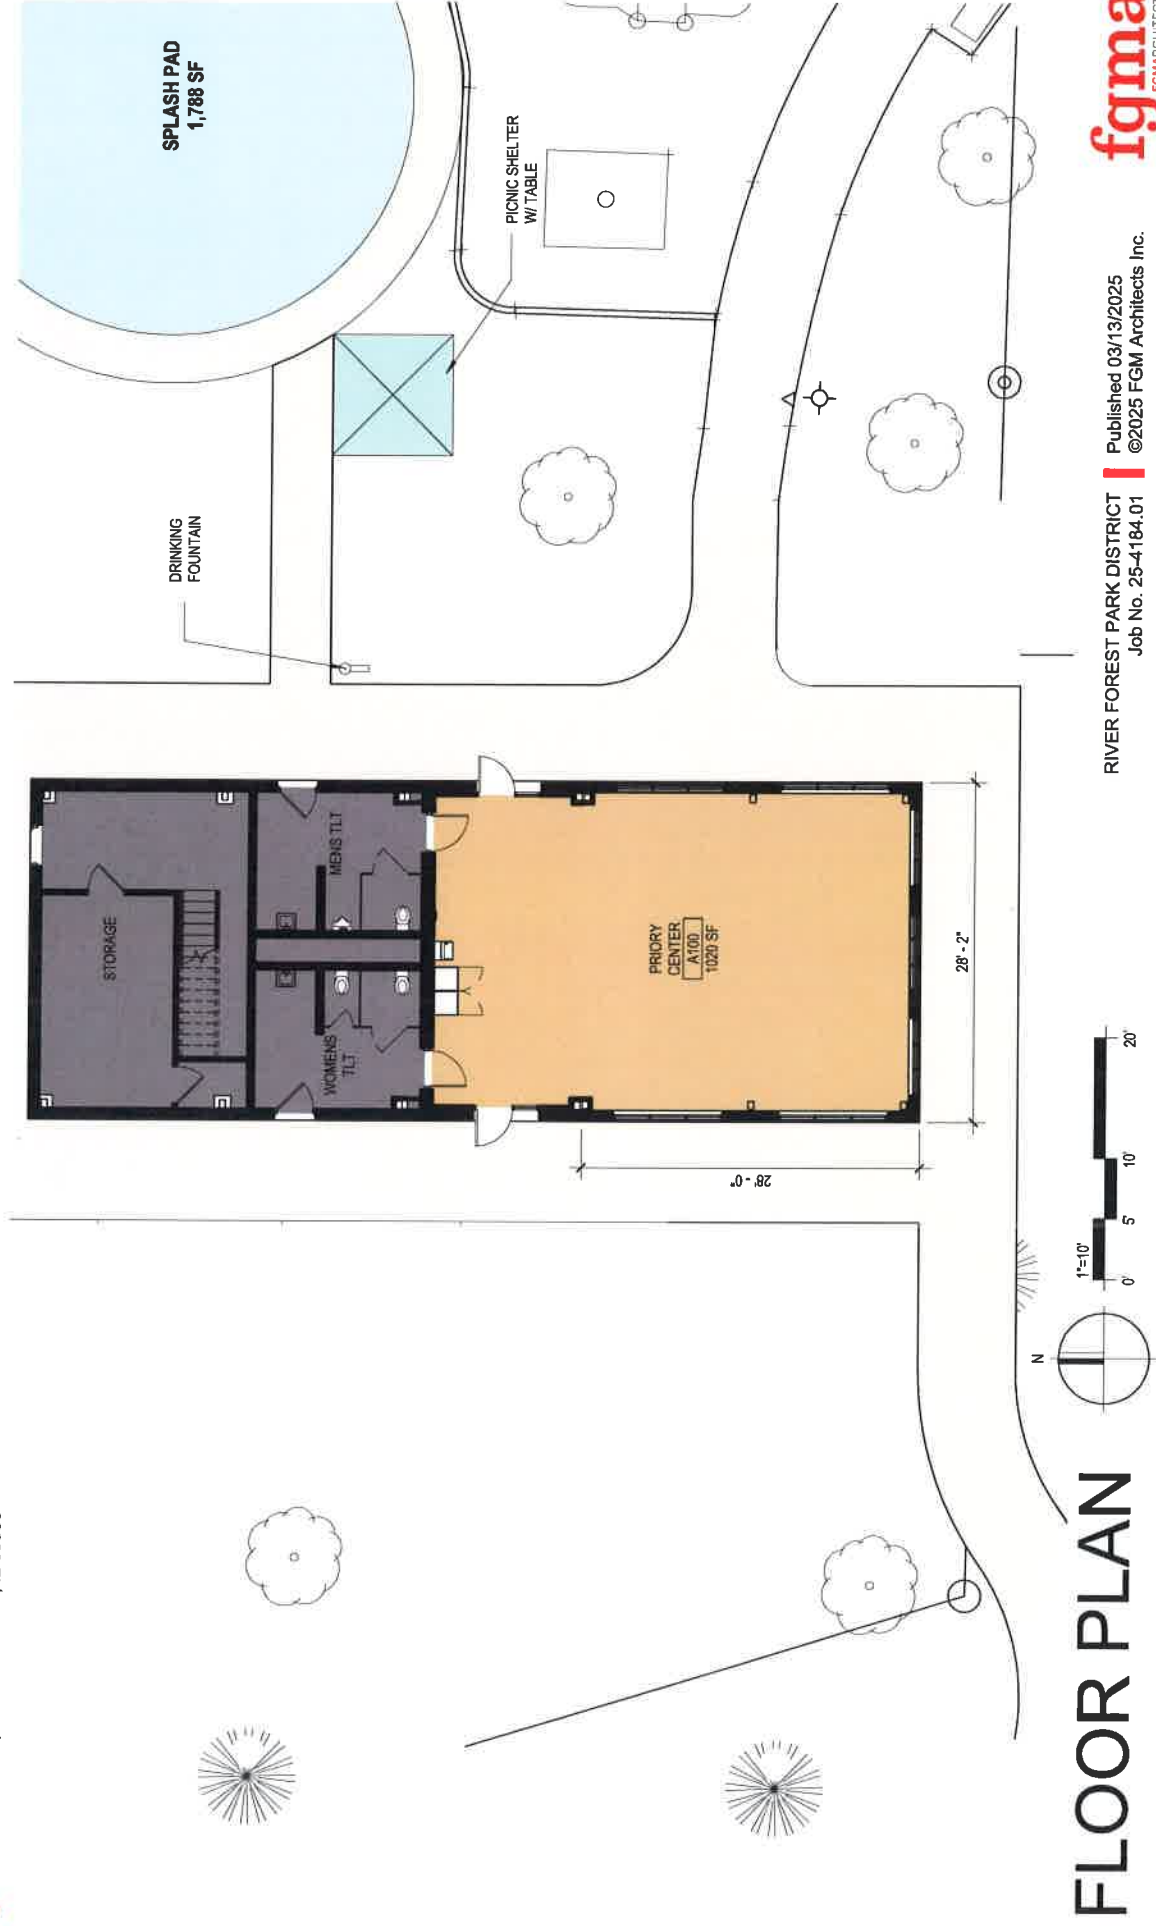 SPLASH PAD
1,788 SF
PICNIC SHELTER
W/ TABLE
DRINKING
FOUNTAIN
STORAGE
MENS TLT
WOMENS
TLT
PRIORY
CENTER
A100
1020 SF
28' - 2"
28' - 0"
FLOOR PLAN
N
1"=10'
0' 5' 10' 20'
RIVER FOREST PARK DISTRICT
Job No. 25-4184.01
Published 03/13/2025
©2025 FGM Architects Inc.
fgma